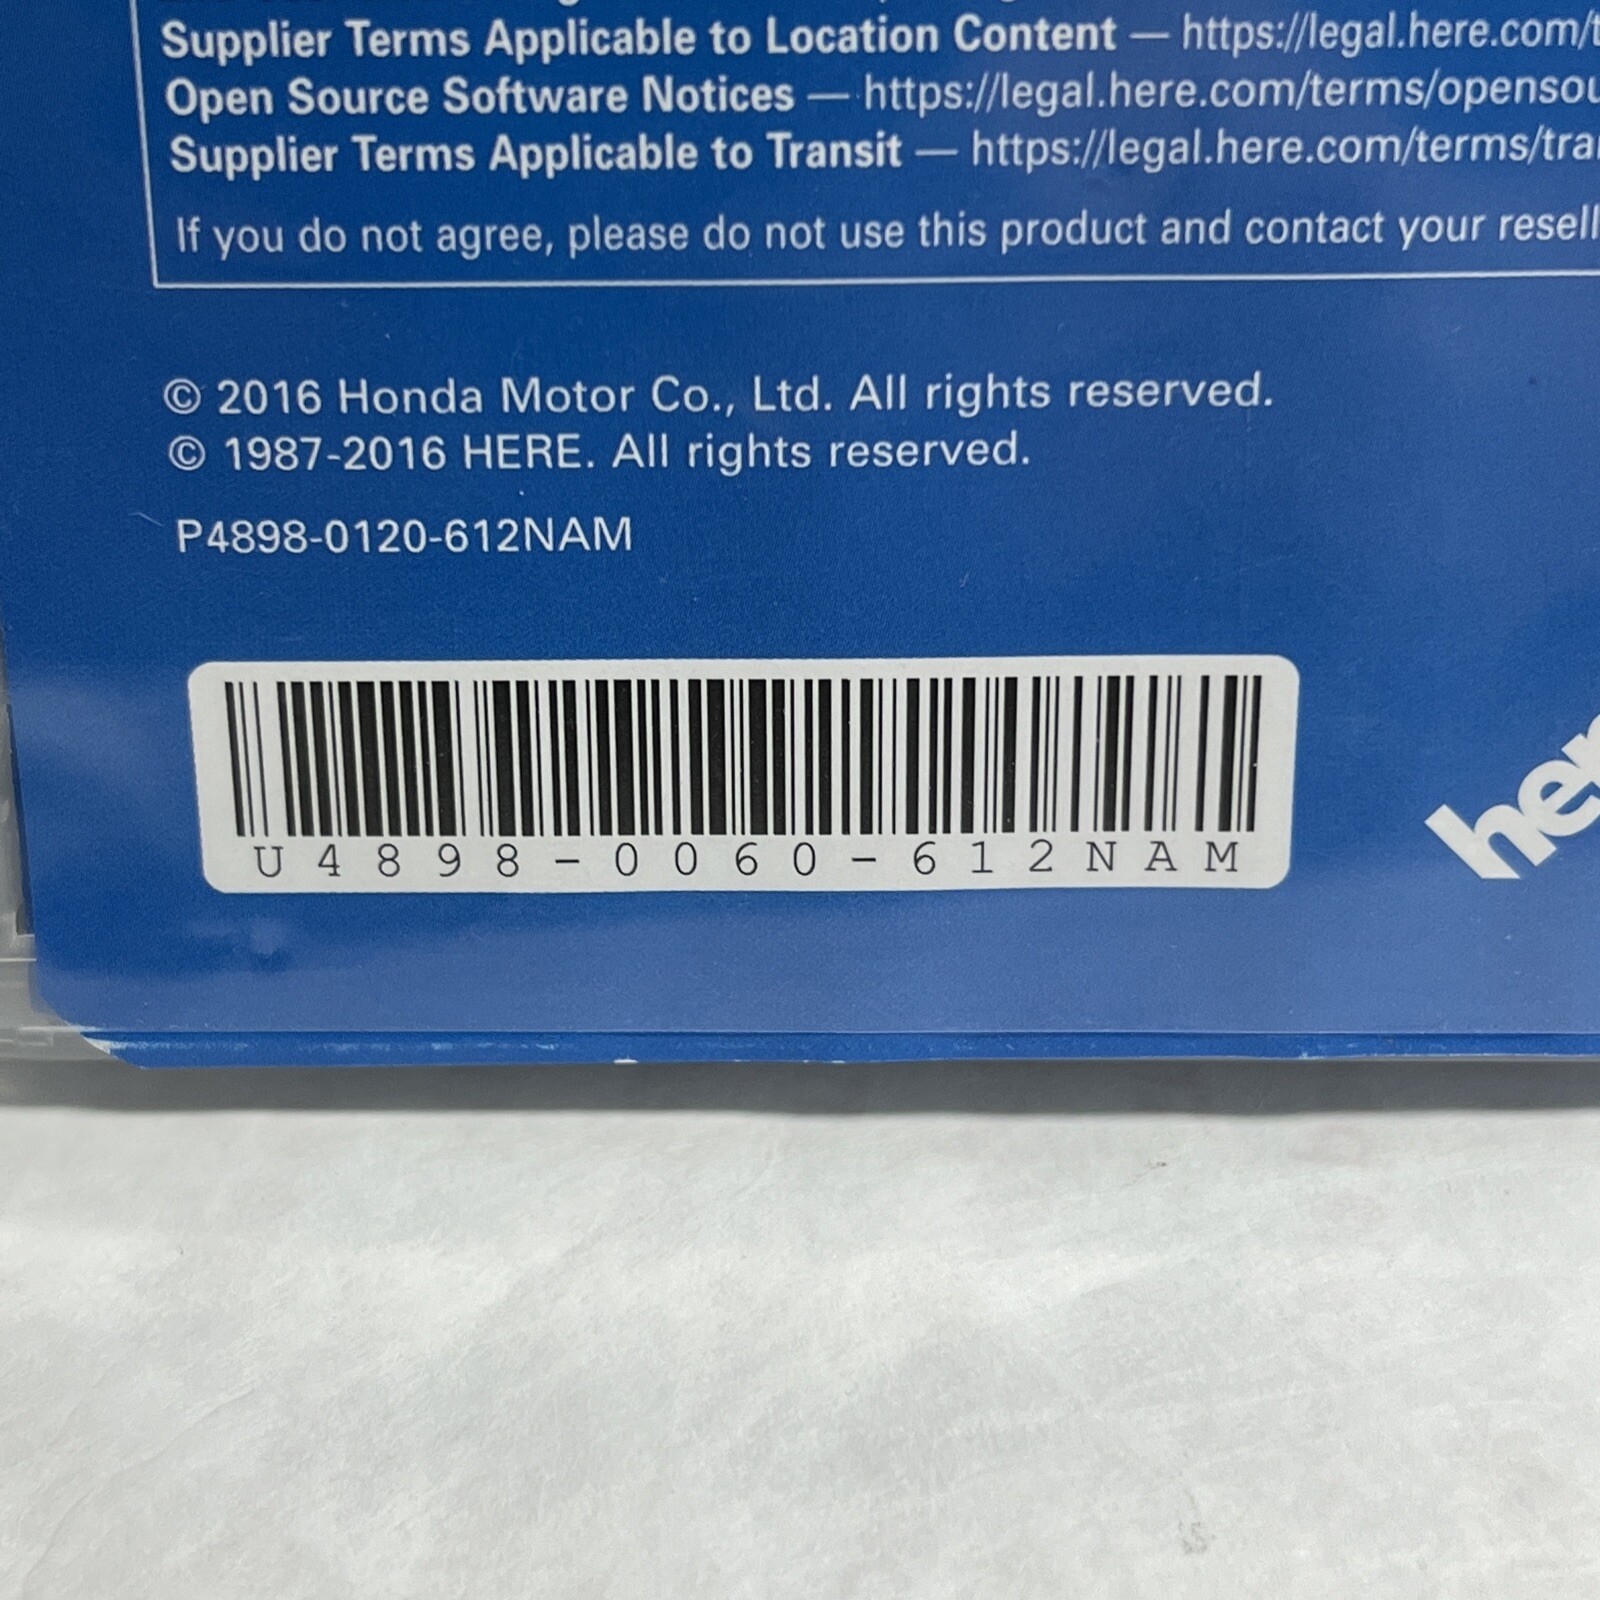 Supplier Terms Applicable to Location Content — https://legal.here.com/t
Open Source Software Notices — https://legal.here.com/terms/opensou
Supplier Terms Applicable to Transit — https://legal.here.com/terms/tra
If you do not agree, please do not use this product and contact your resell
© 2016 Honda Motor Co., Ltd. All rights reserved.
© 1987-2016 HERE. All rights reserved.
P4898-0120-612NAM
U4898-0060-612NAM
her